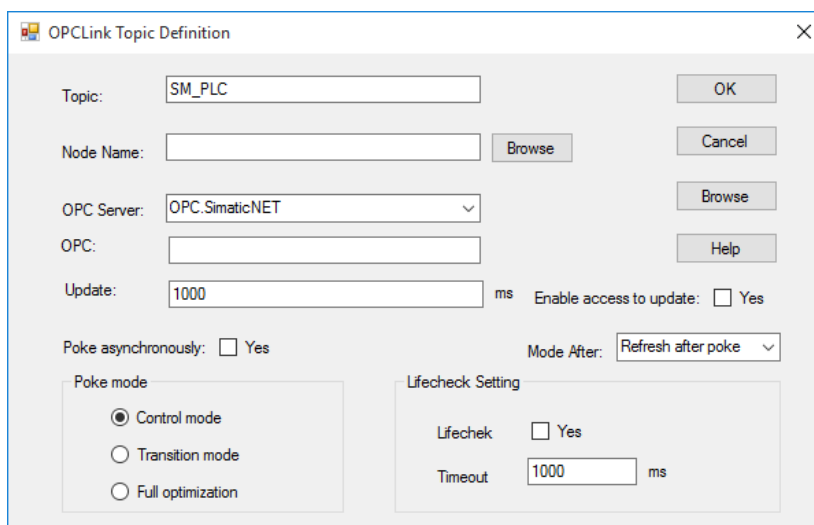 OPCLink Topic Definition
Topic: SM_PLC OK
Node Name: Browse Cancel
OPC Server: OPC.SimaticNET Browse
OPC: Help
Update: 1000 ms Enable access to update: Yes
Poke asynchronously: Yes Mode After: Refresh after poke
Poke mode Lifecheck Setting
Control mode
Lifechek Yes
Transition mode
Timeout 1000 ms
Full optimization